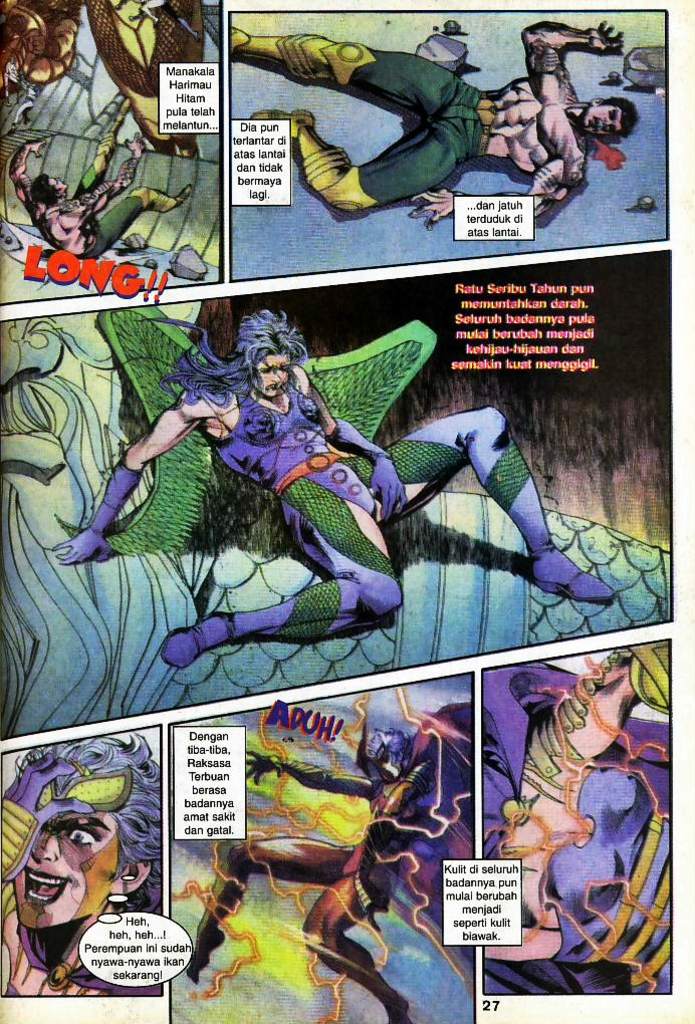 Manakala
Harimau
Hitam
pula telah
melantun...
LONG!!
Dia pun
terlantar di
atas lantai
dan tidak
bermaya
lagi.
...dan jatuh
terduduk di
atas lantai.
Ratu Seribu Tahun pun
memuntahkan darah.
Seluruh badannya pula
mulai berubah menjadi
kehijau-hijauan dan
semakin kuat menggigil.
Heh,
heh, heh...!
Perempuan ini sudah
nyawa-nyawa ikan
sekarang!
Dengan
tiba-tiba,
Raksasa
Terbuan
berasa
badannya
amat sakit
dan gatal.
ADUH!
Kulit di seluruh
badannya pun
mulai berubah
menjadi
seperti kulit
biawak.
27